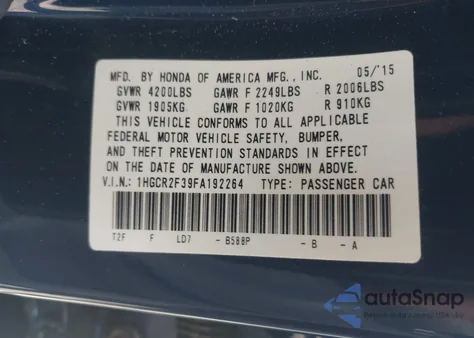 MFD. BY HONDA OF AMERICA MFG., INC. 05/15
GVWR 4200LBS GAWR F 2249LBS R 2006LBS
GVWR 1905KG GAWR F 1020KG R 910KG
THIS VEHICLE CONFORMS TO ALL APPLICABLE
FEDERAL MOTOR VEHICLE SAFETY, BUMPER,
AND THEFT PREVENTION STANDARDS IN EFFECT
ON THE DATE OF MANUFACTURE SHOWN ABOVE.
V.I.N.: 1HGCR2F39FA192264 TYPE: PASSENGER CAR
T2F F LD7 - B588P - B - A
autoSnap